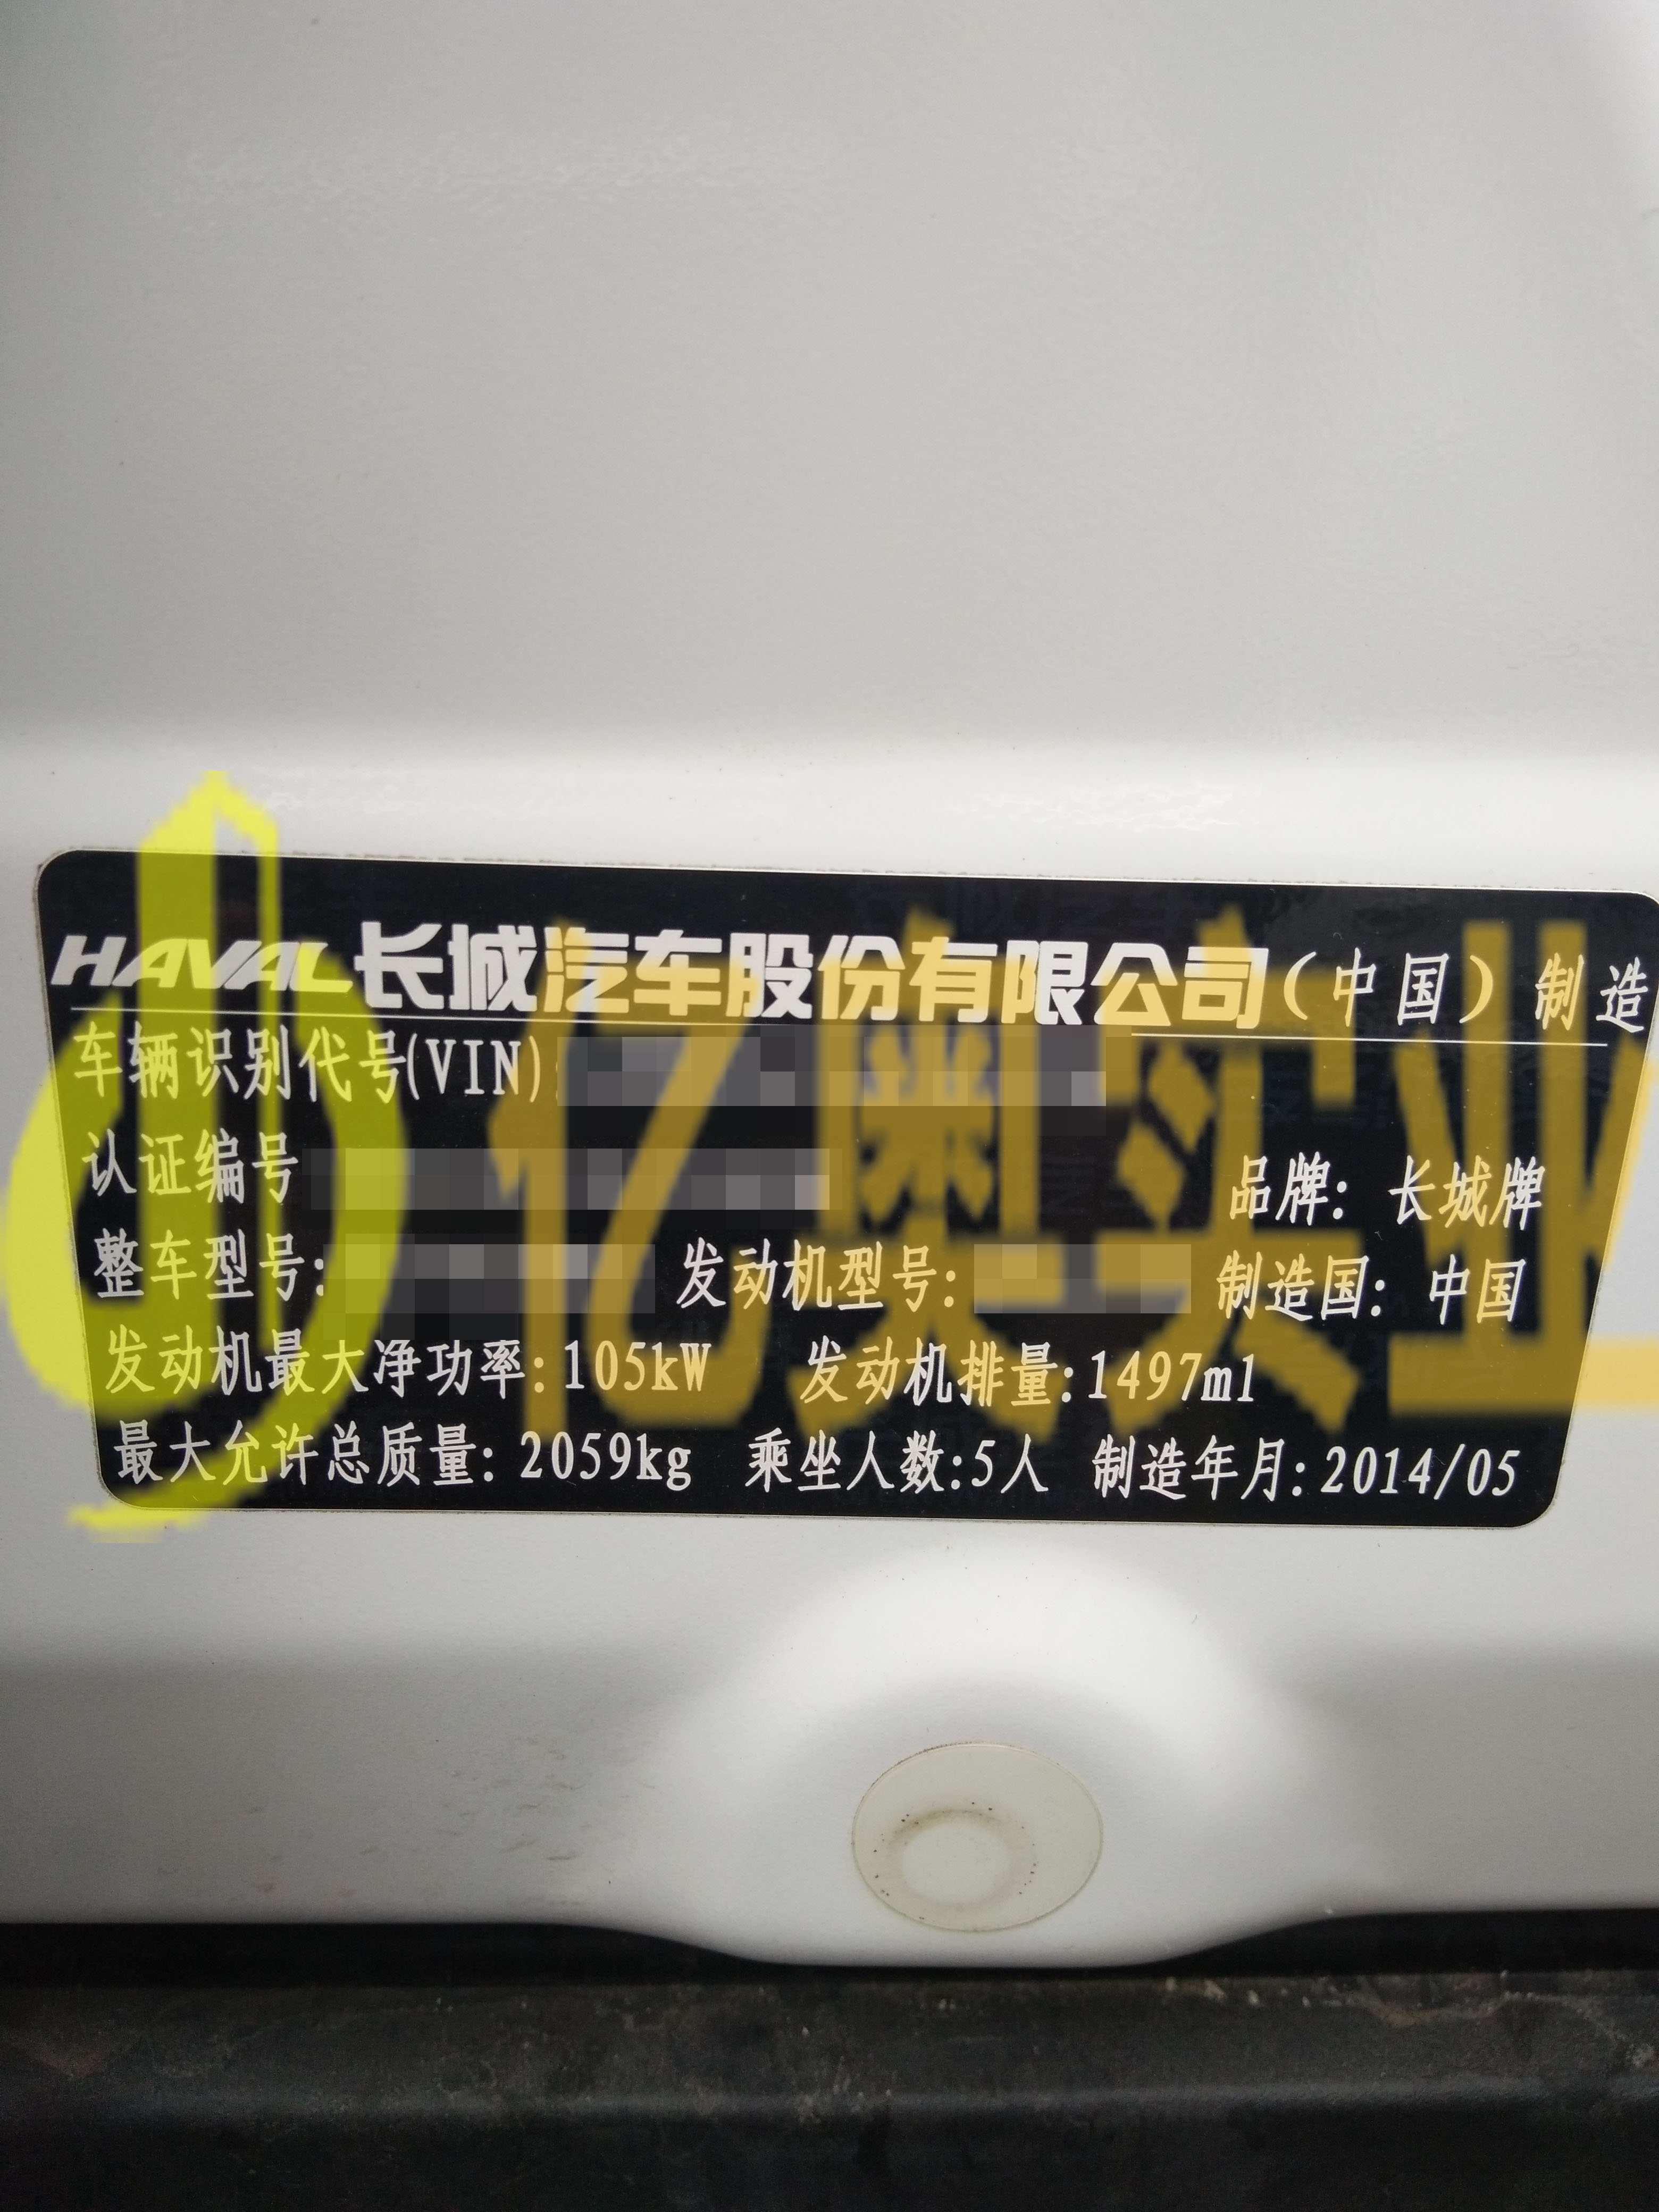 HAVAL长城汽车股份有限公司（中国）制造
车辆识别代号(VIN)
认证编号 品牌：长城牌
整车型号: 发动机型号: 制造国：中国
发动机最大净功率:105kW 发动机排量:1497ml
最大允许总质量:2059kg 乘坐人数:5人 制造年月:2014/05
亿奥实业